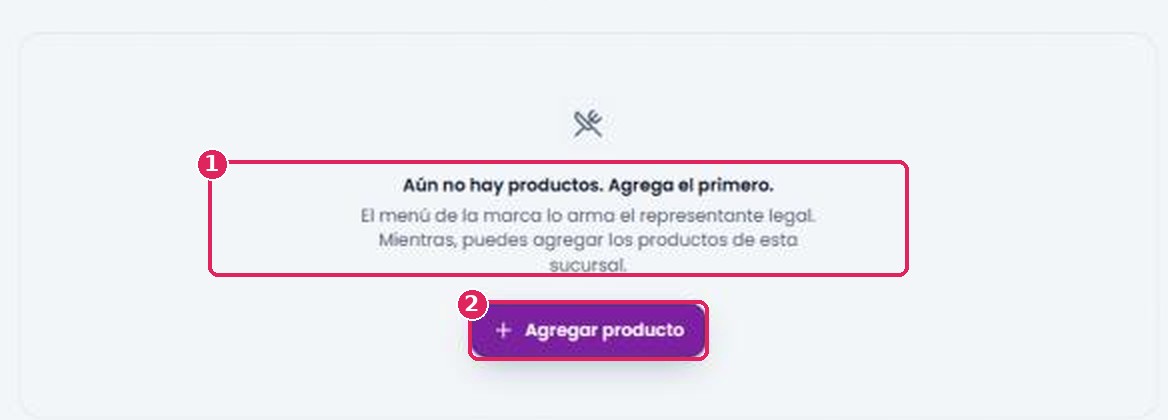 1
Aún no hay productos. Agrega el primero.
El menú de la marca lo arma el representante legal.
Mientras, puedes agregar los productos de esta
sucursal.
2
+ Agregar producto